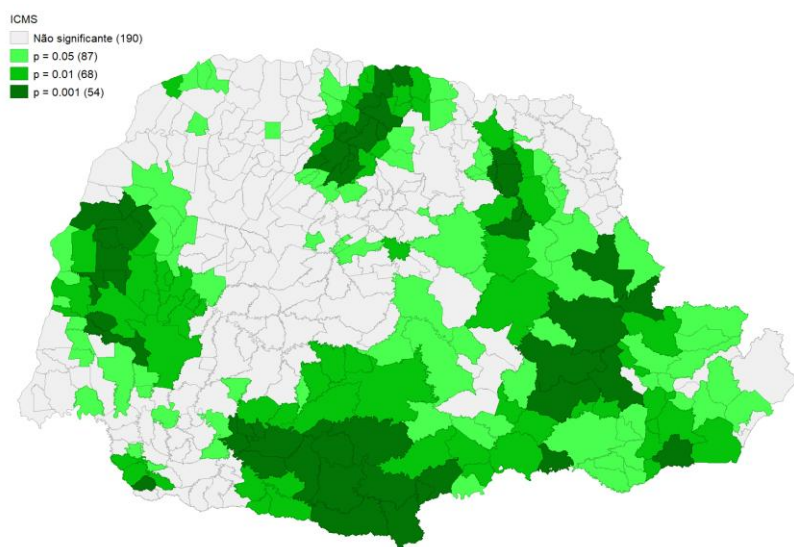 ICMS
Não significante (190)
p = 0.05 (87)
p = 0.01 (68)
p = 0.001 (54)